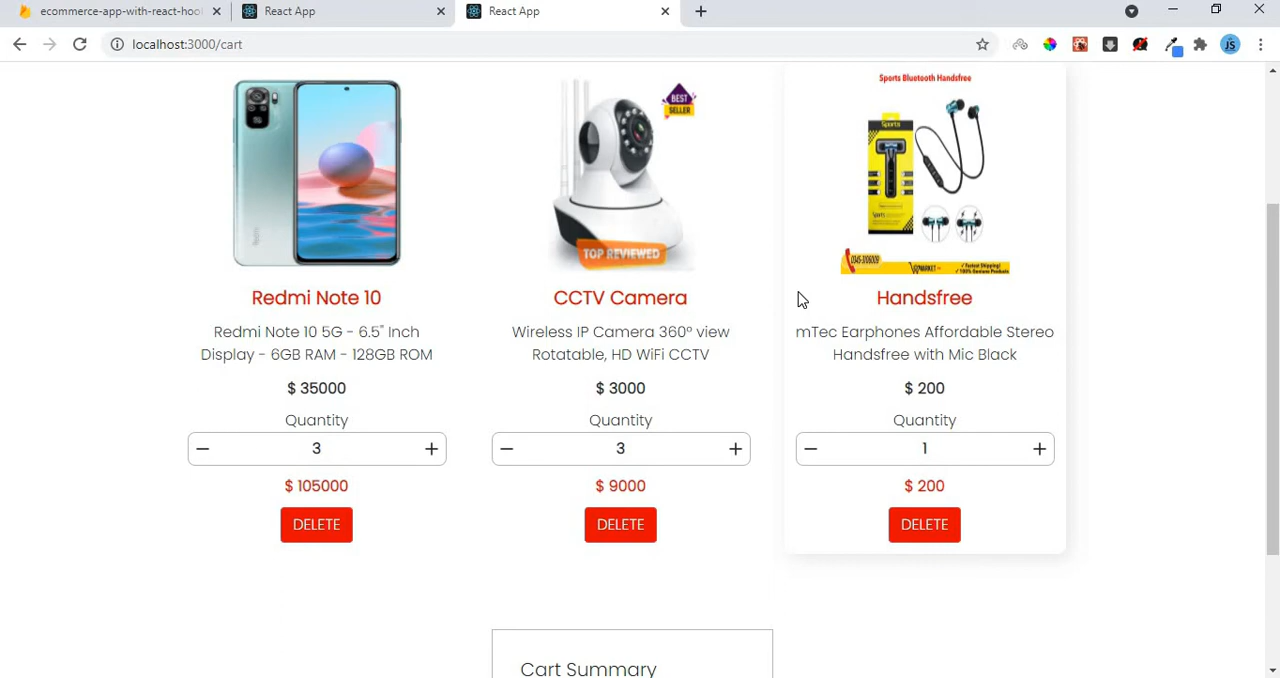 ecommerce-app-with-react-hool
React App
React App
localhost:3000/cart
JS
BEST
SELLER
TOP REVIEWED
Sports Bluetooth Handsfree
Sports
Redmi Note 10
Redmi Note 10 5G - 6.5" Inch
Display - 6GB RAM - 128GB ROM
$ 35000
Quantity
3
$ 105000
DELETE
CCTV Camera
Wireless IP Camera 360° view
Rotatable, HD WiFi CCTV
$ 3000
Quantity
3
$ 9000
DELETE
Handsfree
mTec Earphones Affordable Stereo
Handsfree with Mic Black
$ 200
Quantity
1
$ 200
DELETE
Cart Summary